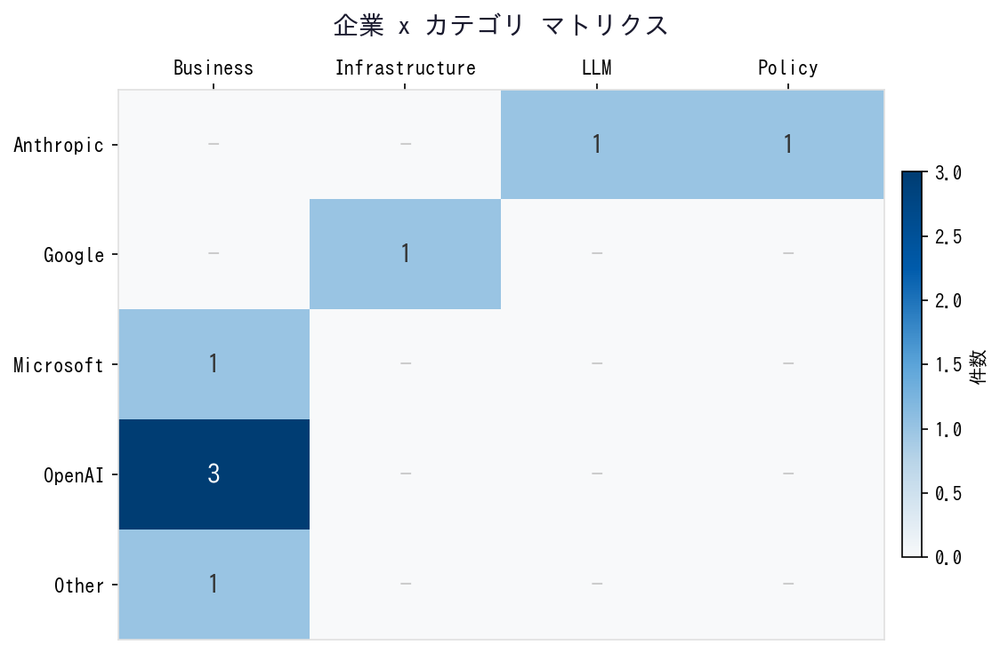 企業 x カテゴリ マトリクス
Business Infrastructure LLM Policy
Anthropic – – 1 1
Google – 1 – –
Microsoft 1 – – –
OpenAI 3 – – –
Other 1 – – –
3.0
2.5
2.0
1.5
1.0
0.5
0.0
件数